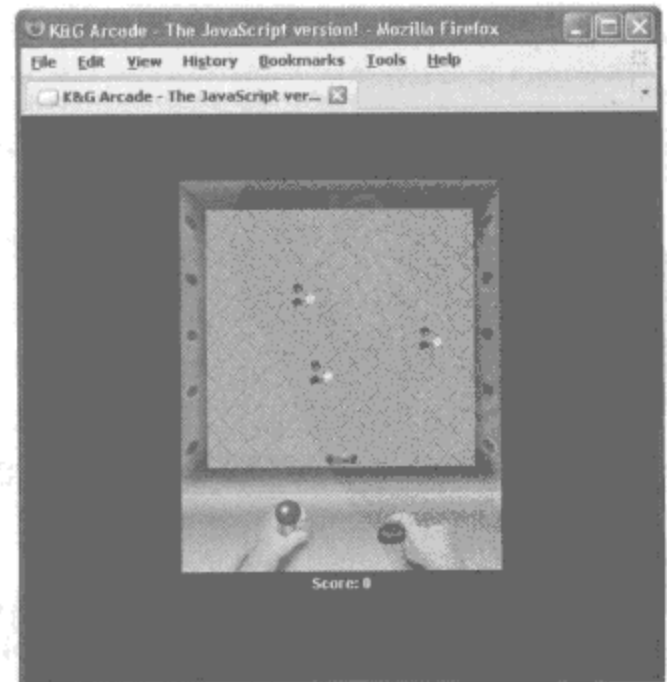 K&G Arcade - The JavaScript version! - Mozilla Firefox
File Edit View History Bookmarks Tools Help
K&G Arcade - The JavaScript ver...
Score: 0